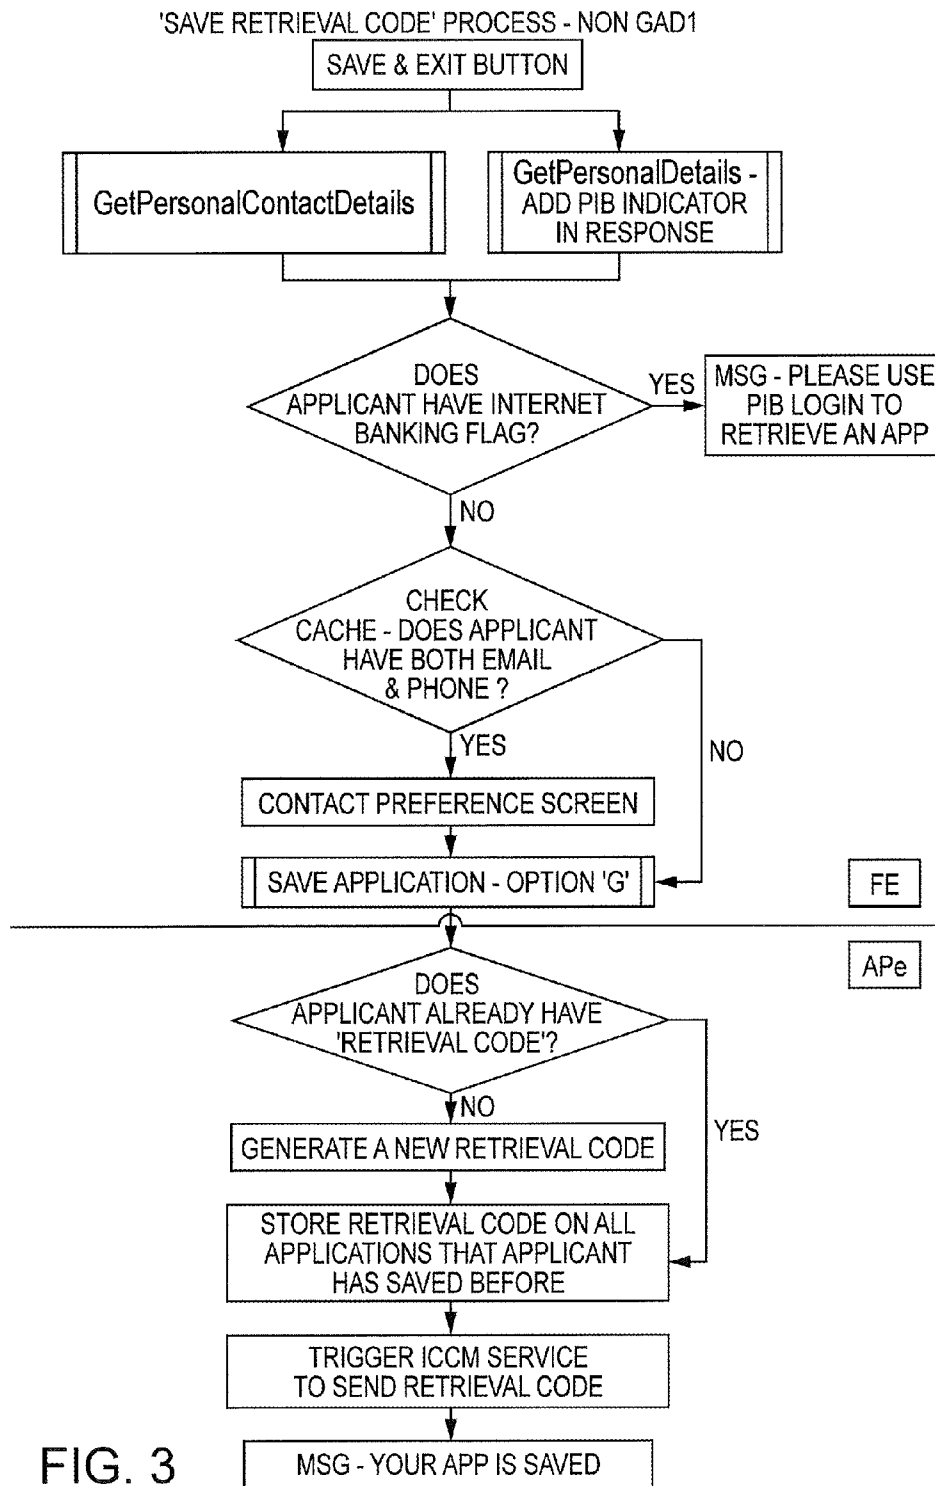 'SAVE RETRIEVAL CODE' PROCESS - NON GAD1
SAVE & EXIT BUTTON
GetPersonalContactDetails
GetPersonalDetails -
ADD PIB INDICATOR
IN RESPONSE
DOES
APPLICANT HAVE INTERNET
BANKING FLAG?
YES
MSG - PLEASE USE
PIB LOGIN TO
RETRIEVE AN APP
NO
CHECK
CACHE - DOES APPLICANT
HAVE BOTH EMAIL
& PHONE ?
YES
NO
CONTACT PREFERENCE SCREEN
SAVE APPLICATION - OPTION 'G'
FE
APe
DOES
APPLICANT ALREADY HAVE
'RETRIEVAL CODE'?
NO
YES
GENERATE A NEW RETRIEVAL CODE
STORE RETRIEVAL CODE ON ALL
APPLICATIONS THAT APPLICANT
HAS SAVED BEFORE
TRIGGER ICCM SERVICE
TO SEND RETRIEVAL CODE
MSG - YOUR APP IS SAVED
FIG. 3